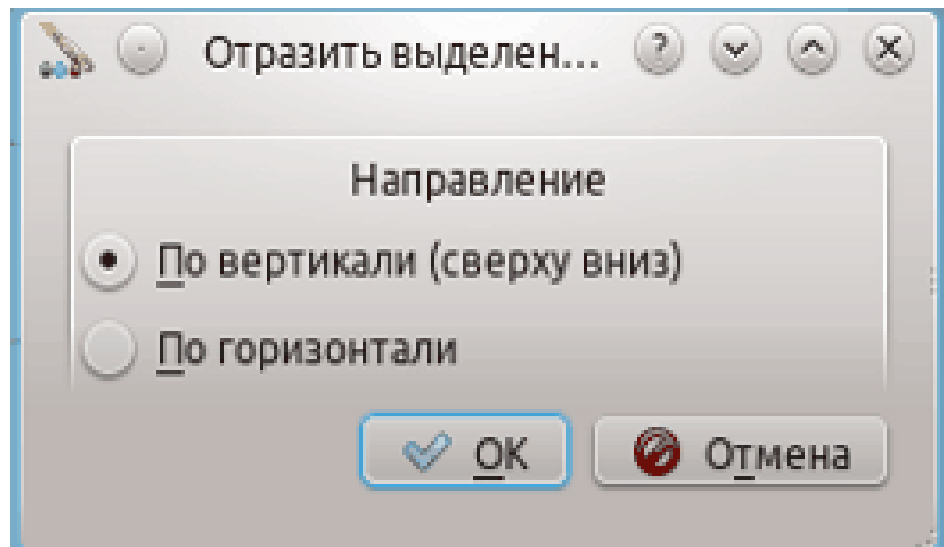 Отразить выделен...
Направление
По вертикали (сверху вниз)
По горизонтали
OK Отмена